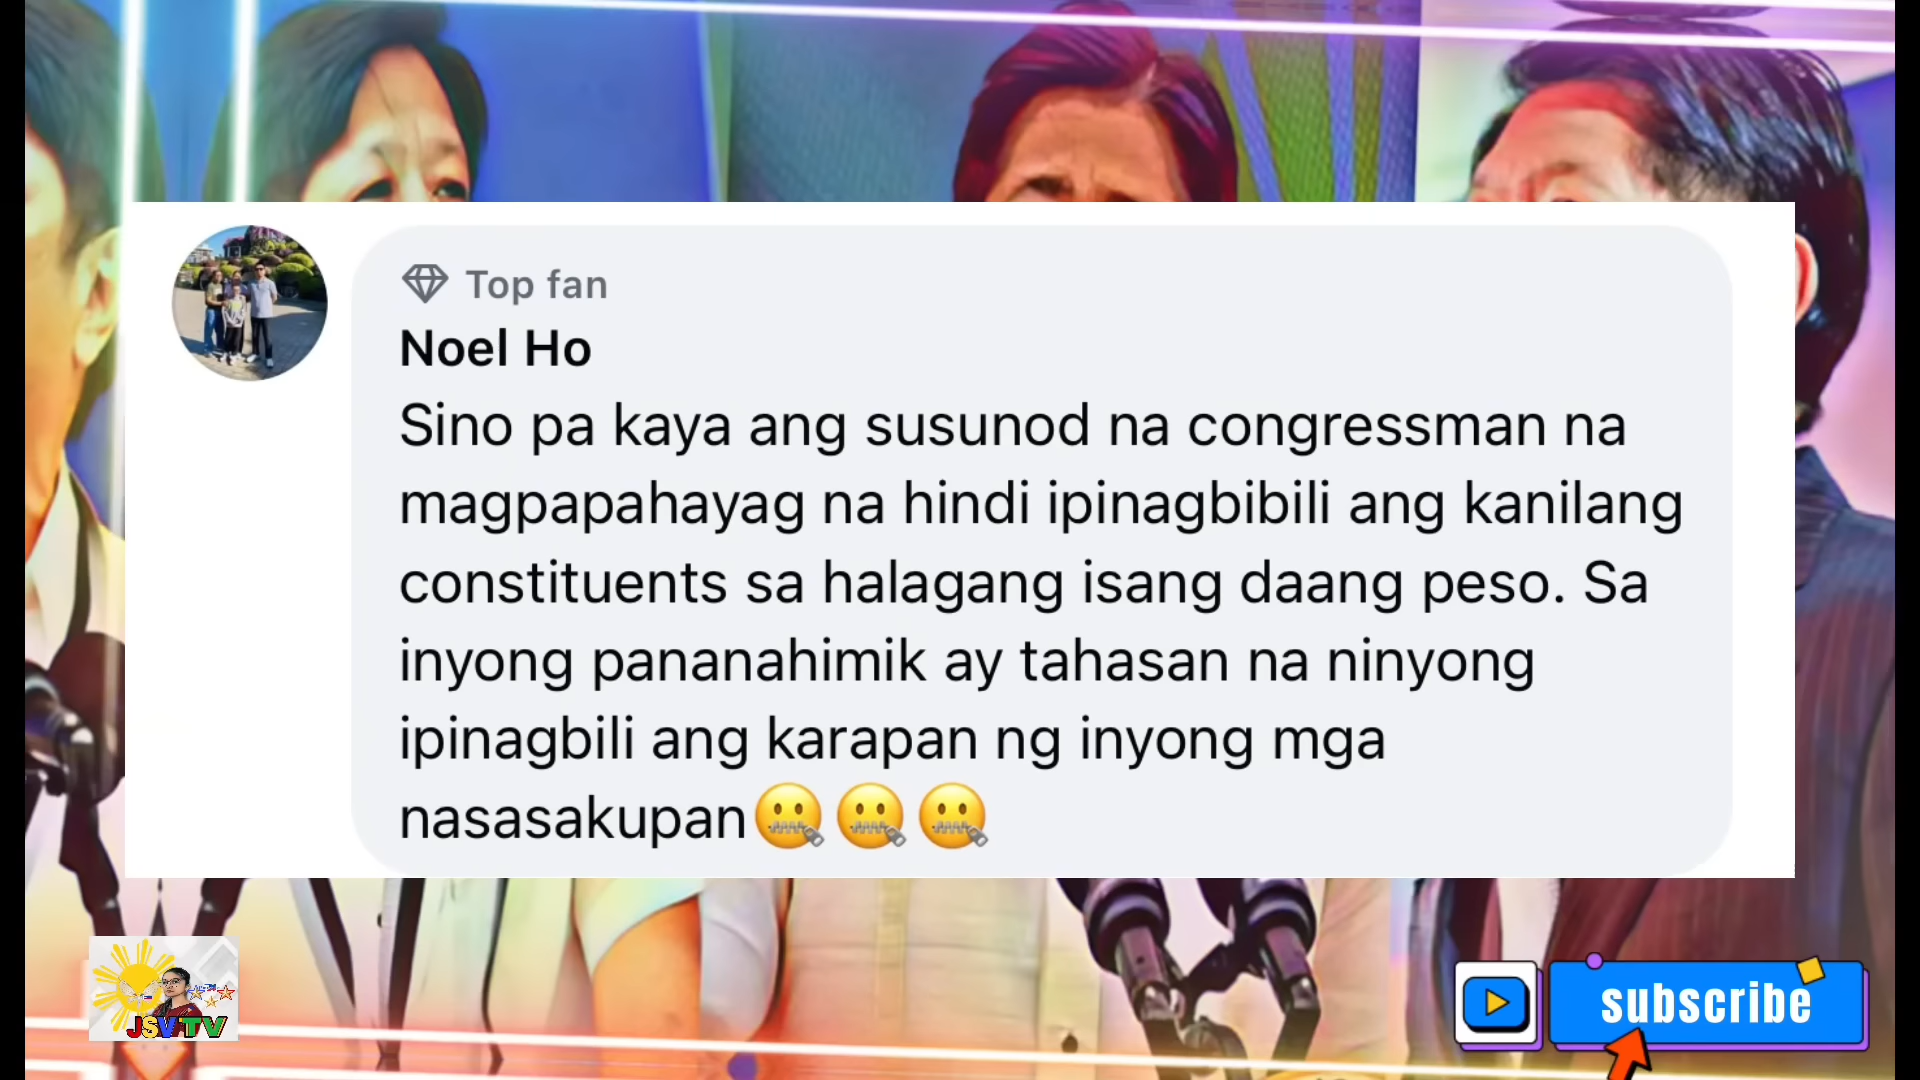 Top fan
Noel Ho
Sino pa kaya ang susunod na congressman na
magpapahayag na hindi ipinagbibili ang kanilang
constituents sa halagang isang daang peso. Sa
inyong pananahimik ay tahasan na ninyong
ipinagbili ang karapan ng inyong mga
nasasakupan🤐🤐🤐
JSV TV
subscribe